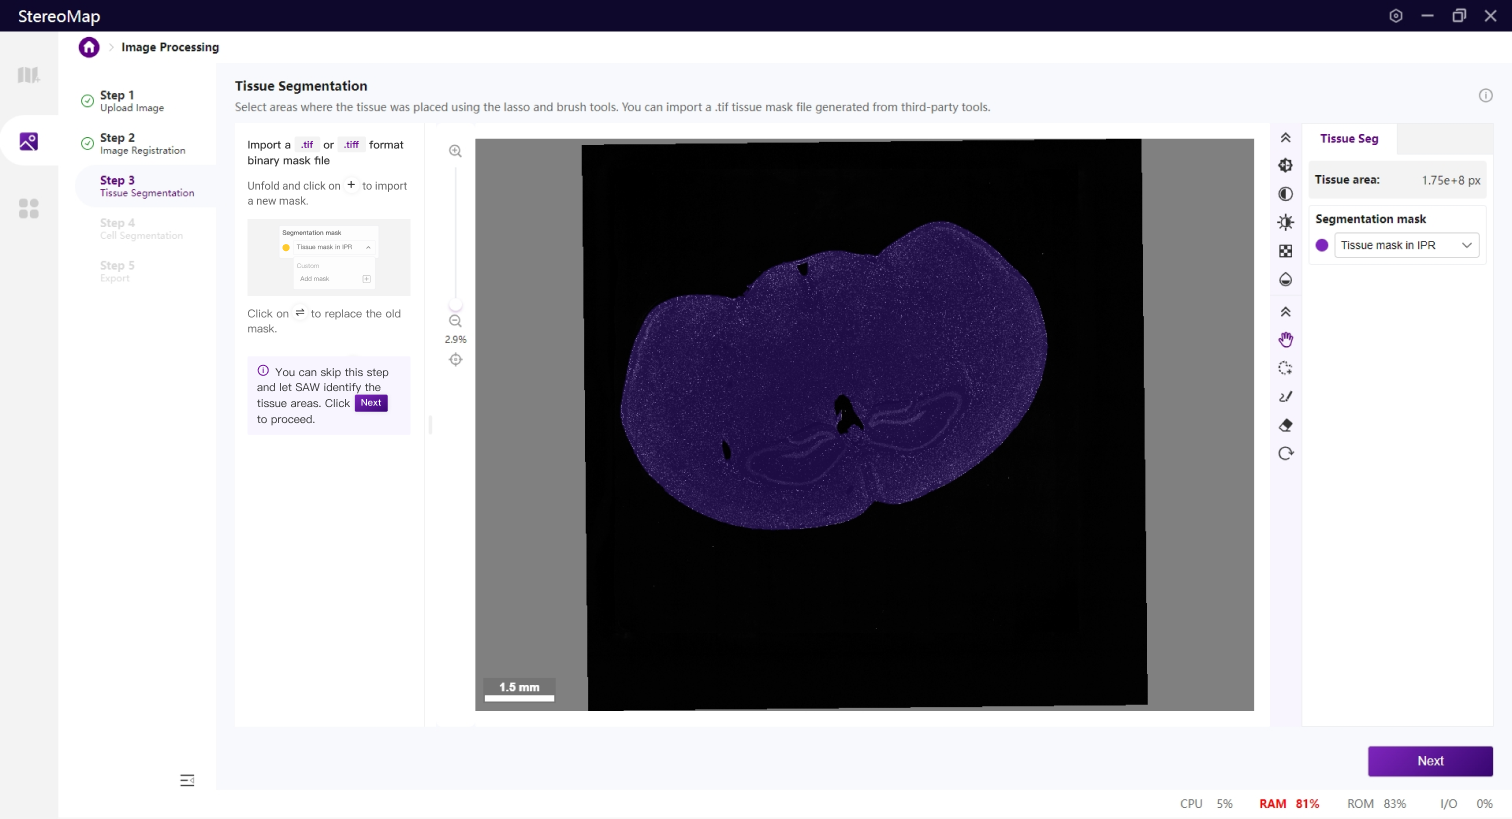 StereoMap
Image Processing
Step 1
Upload Image
Step 2
Image Registration
Step 3
Tissue Segmentation
Step 4
Cell Segmentation
Step 5
Export
Tissue Segmentation
Select areas where the tissue was placed using the lasso and brush tools. You can import a .tif tissue mask file generated from third-party tools.
Import a .tif or .tiff format
binary mask file
Unfold and click on + to import
a new mask.
Segmentation mask
Tissue mask in IPR
Custom
Add mask
Click on ⇌ to replace the old
mask.
You can skip this step
and let SAW identify the
tissue areas. Click Next
to proceed.
2.9%
1.5 mm
Tissue Seg
Tissue area: 1.75e+8 px
Segmentation mask
Tissue mask in IPR
Next
CPU 5% RAM 81% ROM 83% I/O 0%